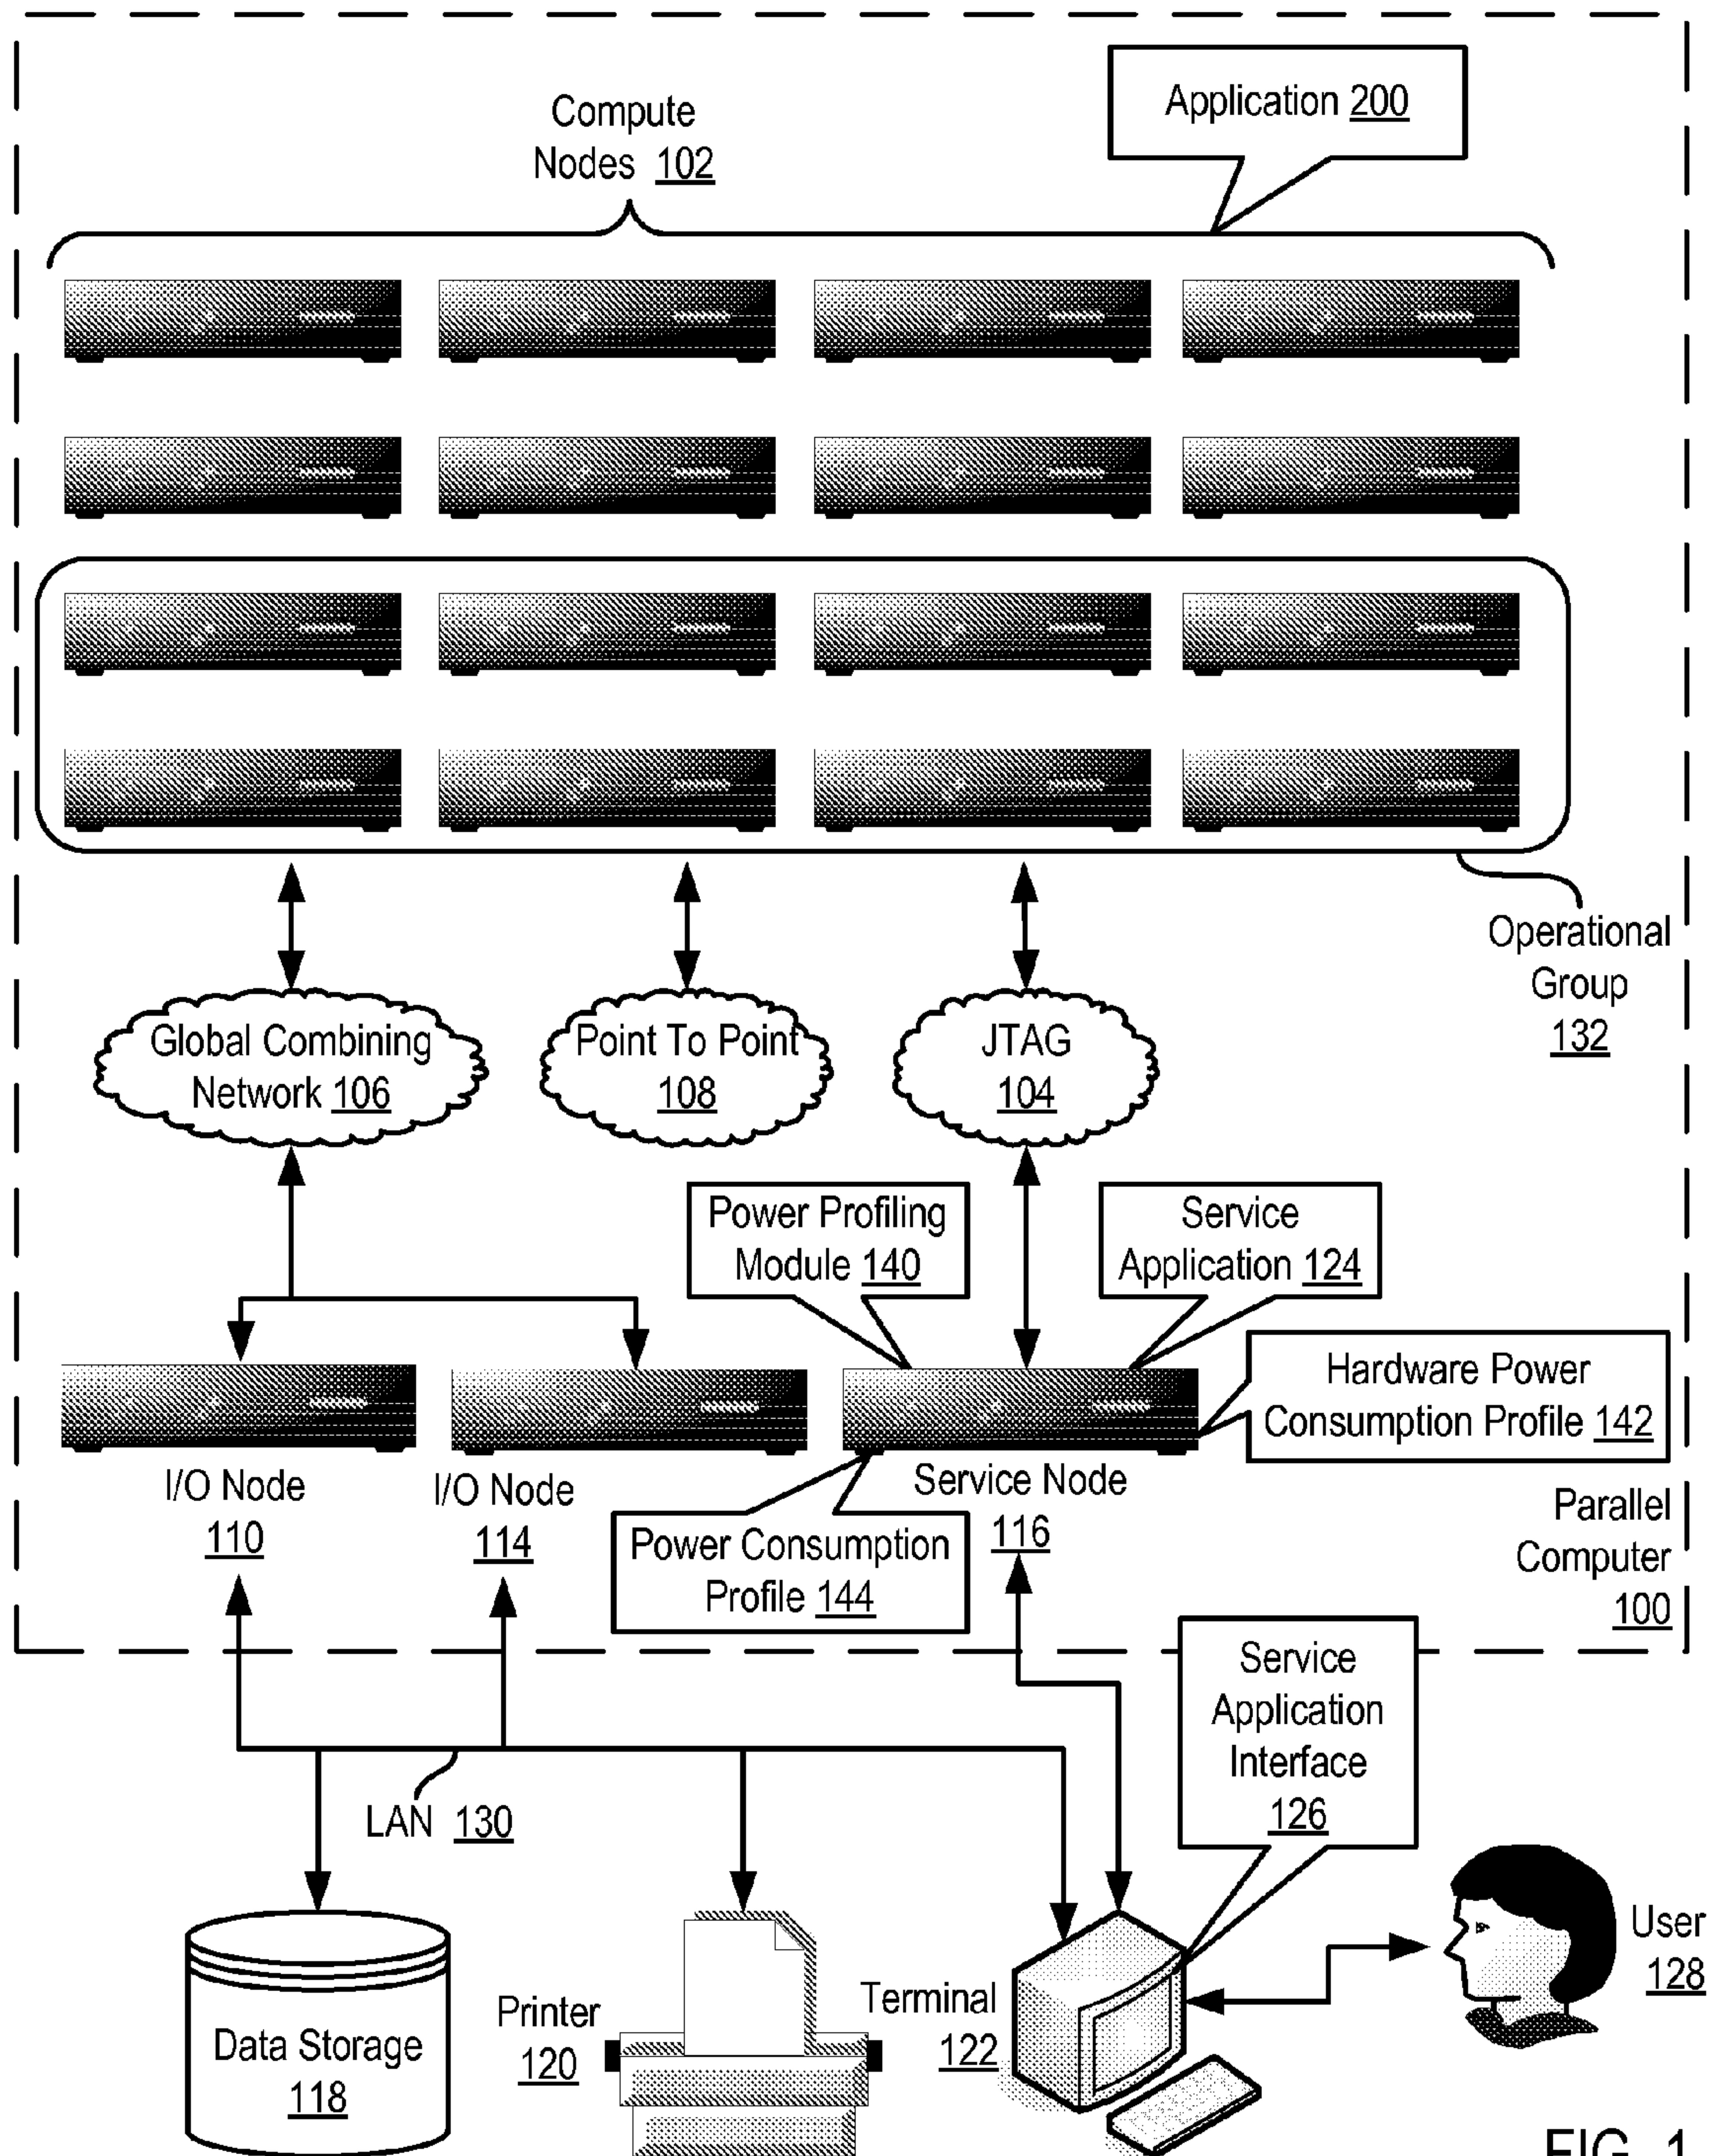 Application 200
Compute
Nodes 102
Operational
Group
132
Global Combining
Network 106
Point To Point
108
JTAG
104
Power Profiling
Module 140
Service
Application 124
Hardware Power
Consumption Profile 142
I/O Node
110
I/O Node
114
Service Node
116
Power Consumption
Profile 144
Parallel
Computer
100
Service
Application
Interface
126
LAN 130
User
128
Data Storage
118
Printer
120
Terminal
122
FIG. 1